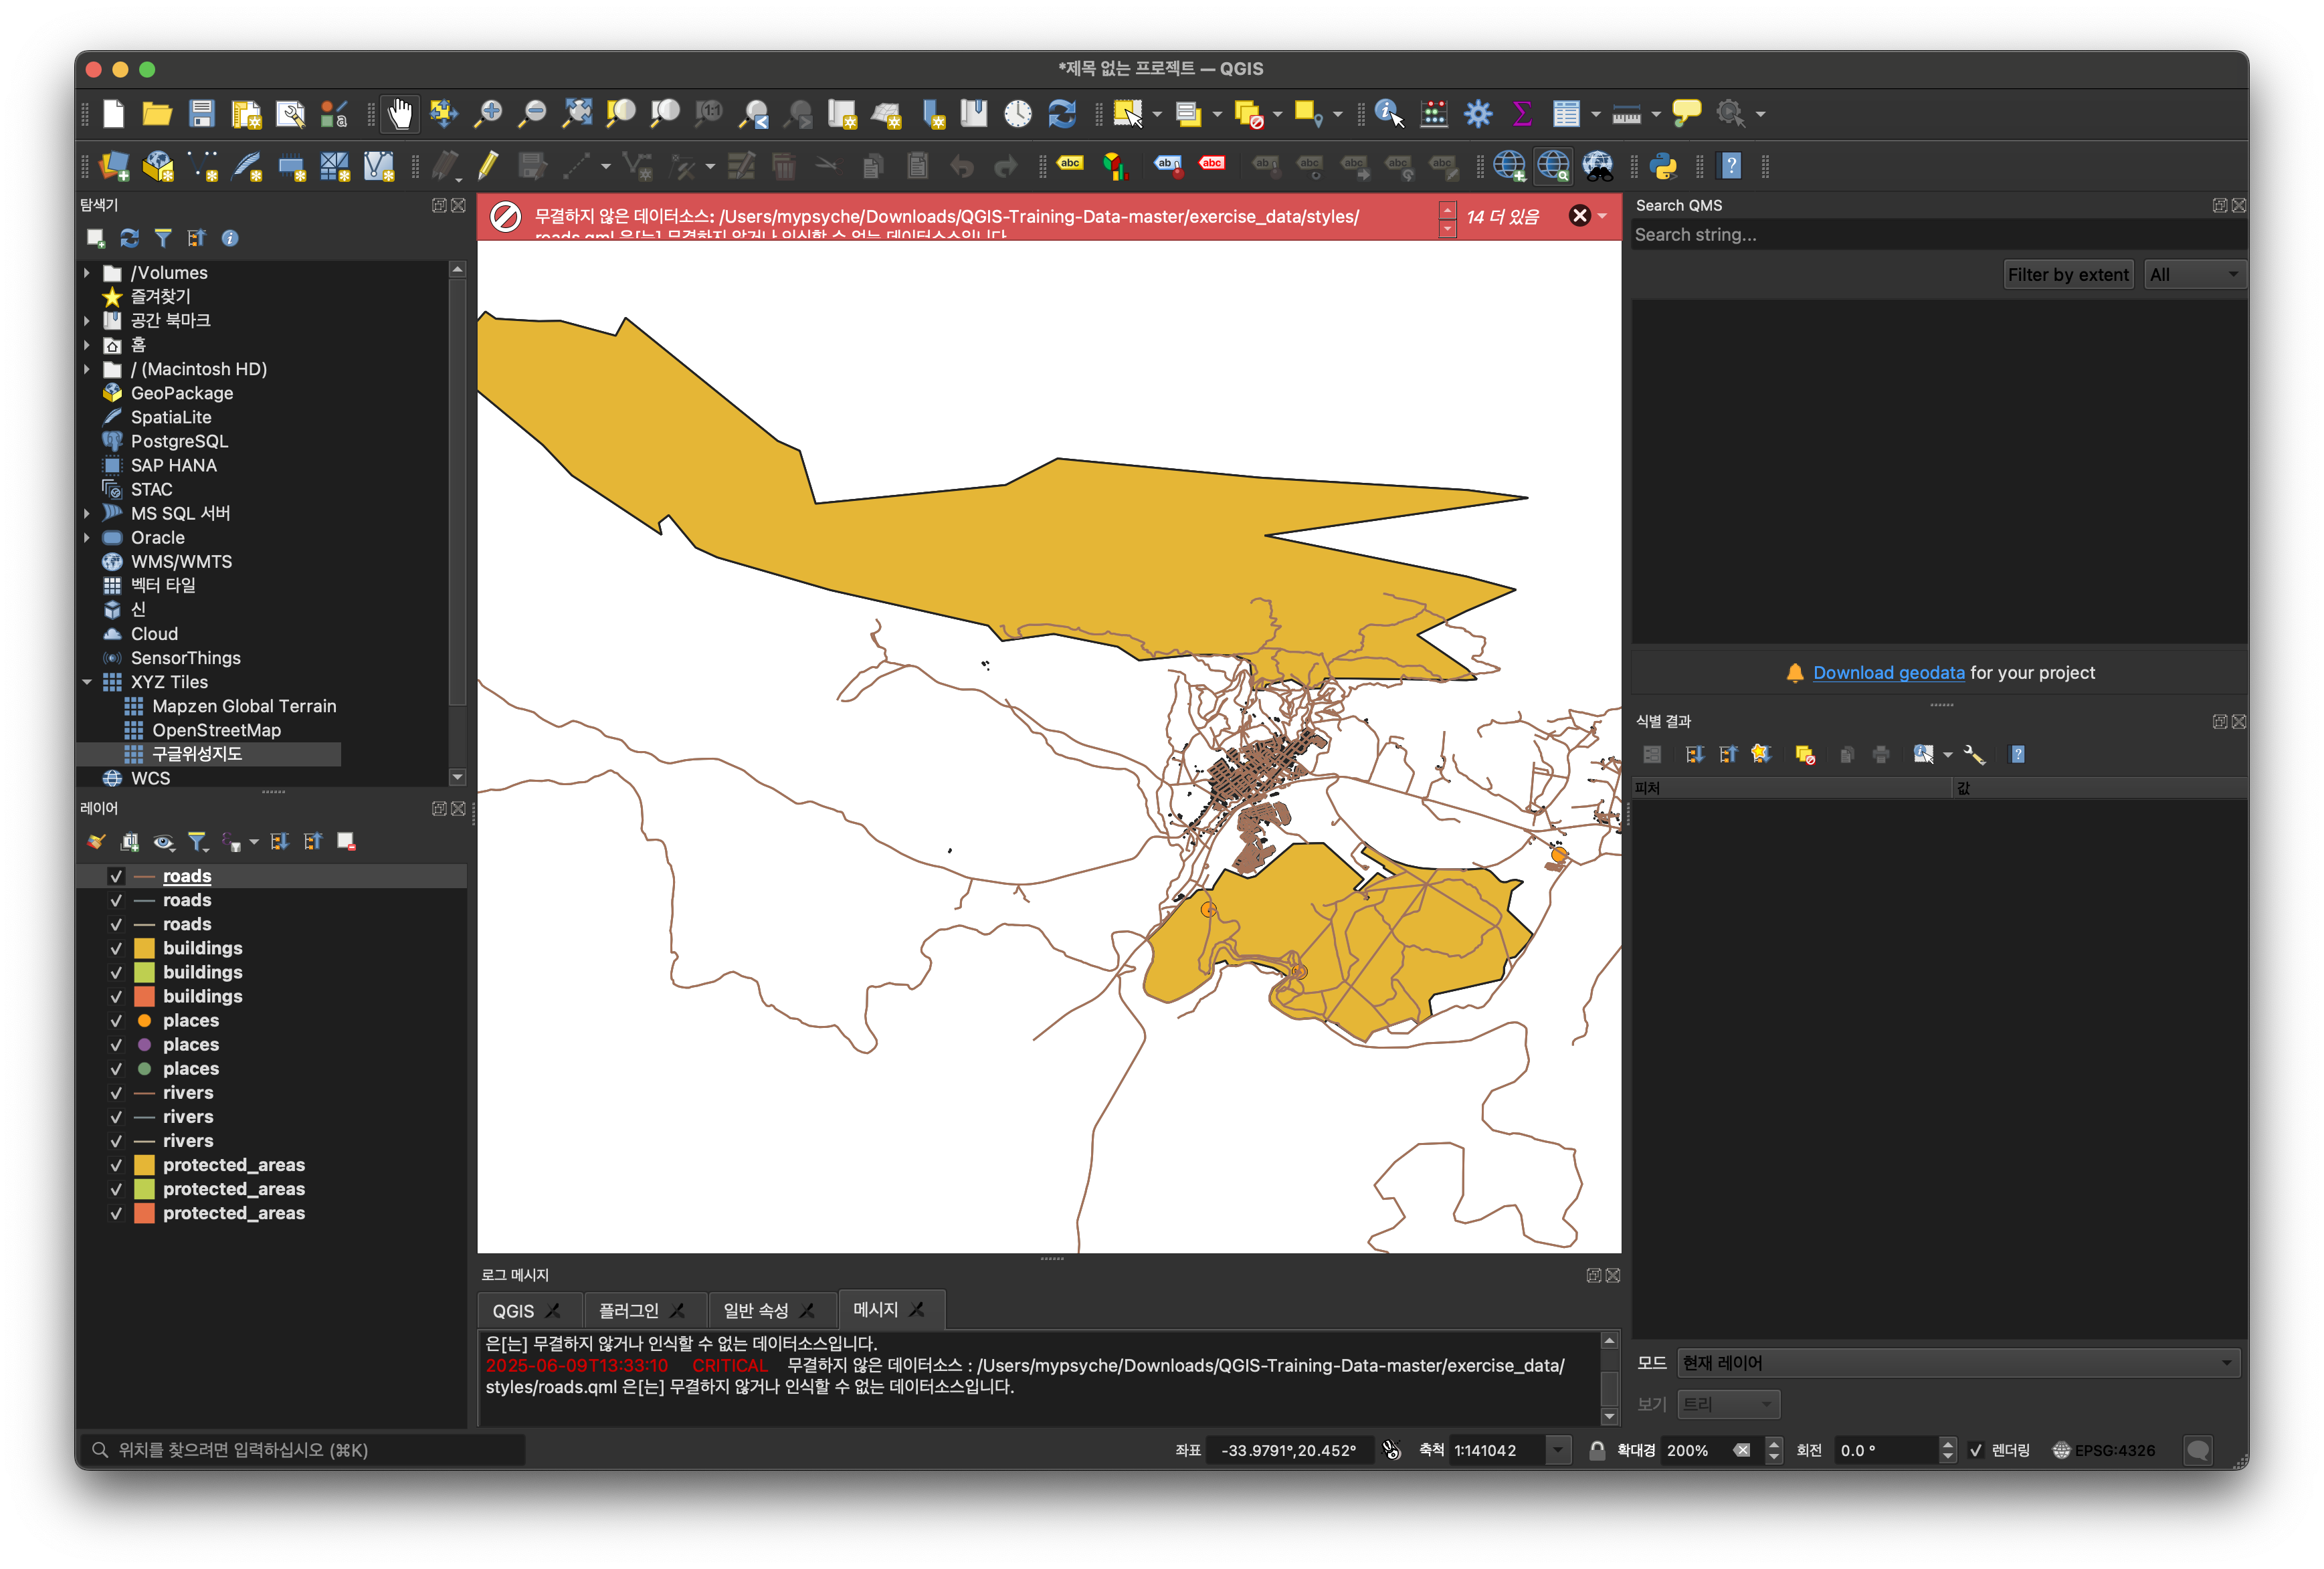 *제목 없는 프로젝트 — QGIS
탐색기
/Volumes
즐겨찾기
공간 북마크
홈
/ (Macintosh HD)
GeoPackage
SpatiaLite
PostgreSQL
SAP HANA
STAC
MS SQL 서버
Oracle
WMS/WMTS
벡터 타일
신
Cloud
SensorThings
XYZ Tiles
Mapzen Global Terrain
OpenStreetMap
구글위성지도
WCS
레이어
roads
roads
roads
buildings
buildings
buildings
places
places
places
rivers
rivers
rivers
protected_areas
protected_areas
protected_areas
무결하지 않은 데이터소스: /Users/mypsyche/Downloads/QGIS-Training-Data-master/exercise_data/styles/
roads.qml 은[는] 무결하지 않거나 인식할 수 없는 데이터소스입니다.
14 더 있음
로그 메시지
QGIS 플러그인 일반 속성 메시지
은[는] 무결하지 않거나 인식할 수 없는 데이터소스입니다.
2025-06-09T13:33:10 CRITICAL 무결하지 않은 데이터소스 : /Users/mypsyche/Downloads/QGIS-Training-Data-master/exercise_data/
styles/roads.qml 은[는] 무결하지 않거나 인식할 수 없는 데이터소스입니다.
Search QMS
Search string...
Filter by extent All
Download geodata for your project
식별 결과
피처 값
모드 현재 레이어
보기 트리
위치를 찾으려면 입력하십시오 (⌘K)
좌표 -33.9791°,20.452° 축척 1:141042 확대경 200% 회전 0.0 ° 렌더링 EPSG:4326